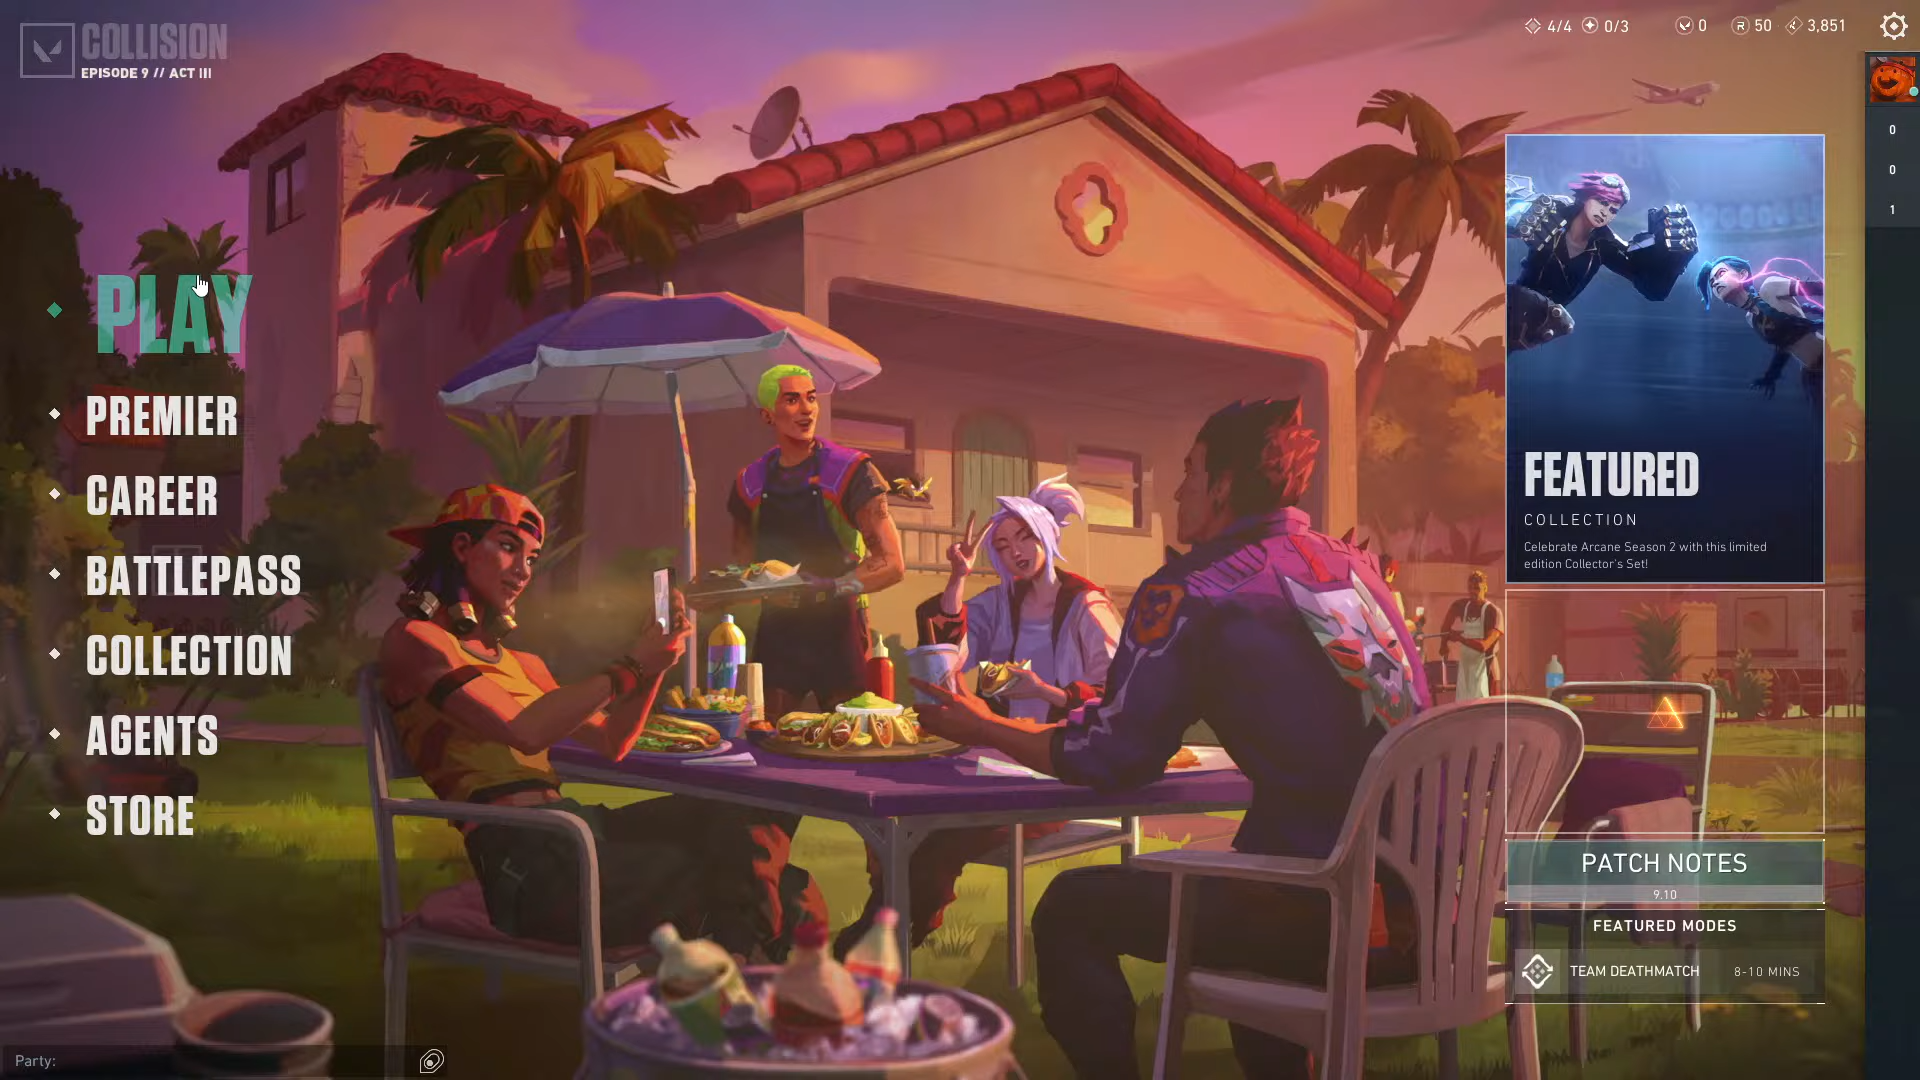 COLLISION
EPISODE 9 // ACT III
4/4 0/3 0 50 3,851
0
0
1
PLAY
PREMIER
CAREER
BATTLEPASS
COLLECTION
AGENTS
STORE
FEATURED
COLLECTION
Celebrate Arcane Season 2 with this limited
edition Collector's Set!
PATCH NOTES
9.10
FEATURED MODES
TEAM DEATHMATCH 8-10 MINS
Party: